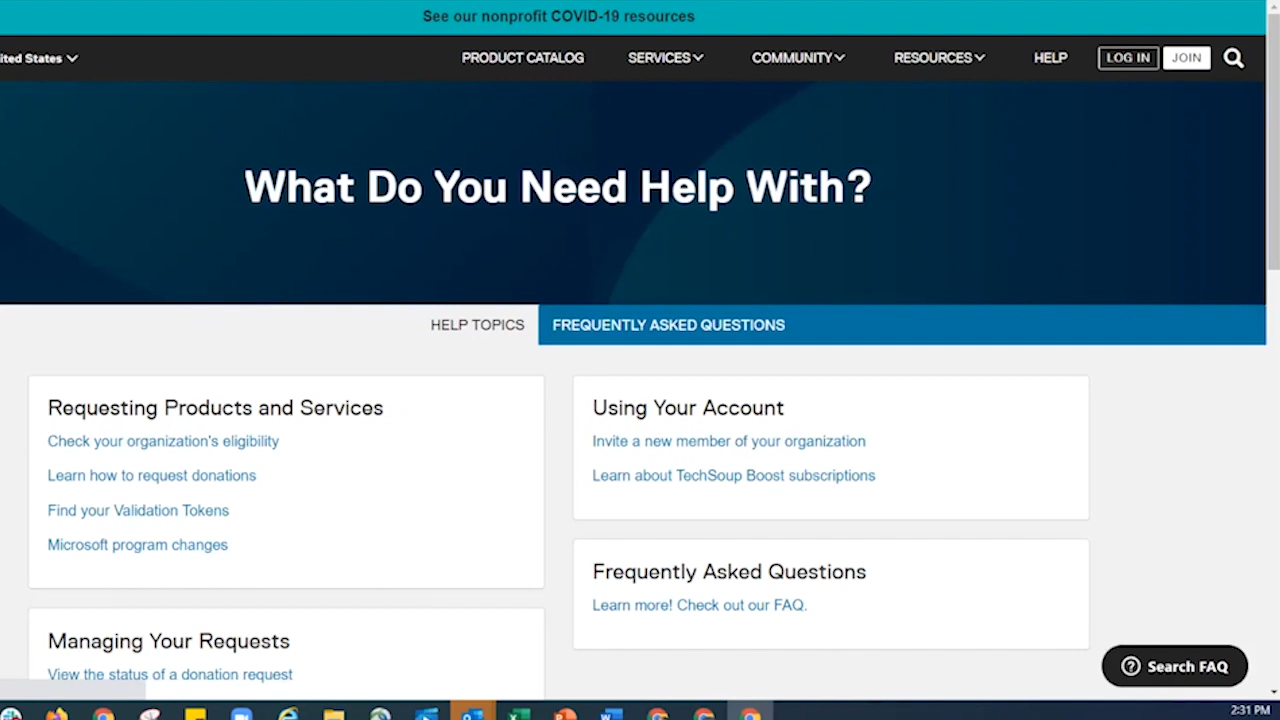 See our nonprofit COVID-19 resources
ited States
PRODUCT CATALOG SERVICES COMMUNITY RESOURCES HELP LOG IN JOIN
What Do You Need Help With?
HELP TOPICS FREQUENTLY ASKED QUESTIONS
Requesting Products and Services
Check your organization's eligibility
Learn how to request donations
Find your Validation Tokens
Microsoft program changes
Managing Your Requests
View the status of a donation request
Using Your Account
Invite a new member of your organization
Learn about TechSoup Boost subscriptions
Frequently Asked Questions
Learn more! Check out our FAQ.
Search FAQ
2:31 PM